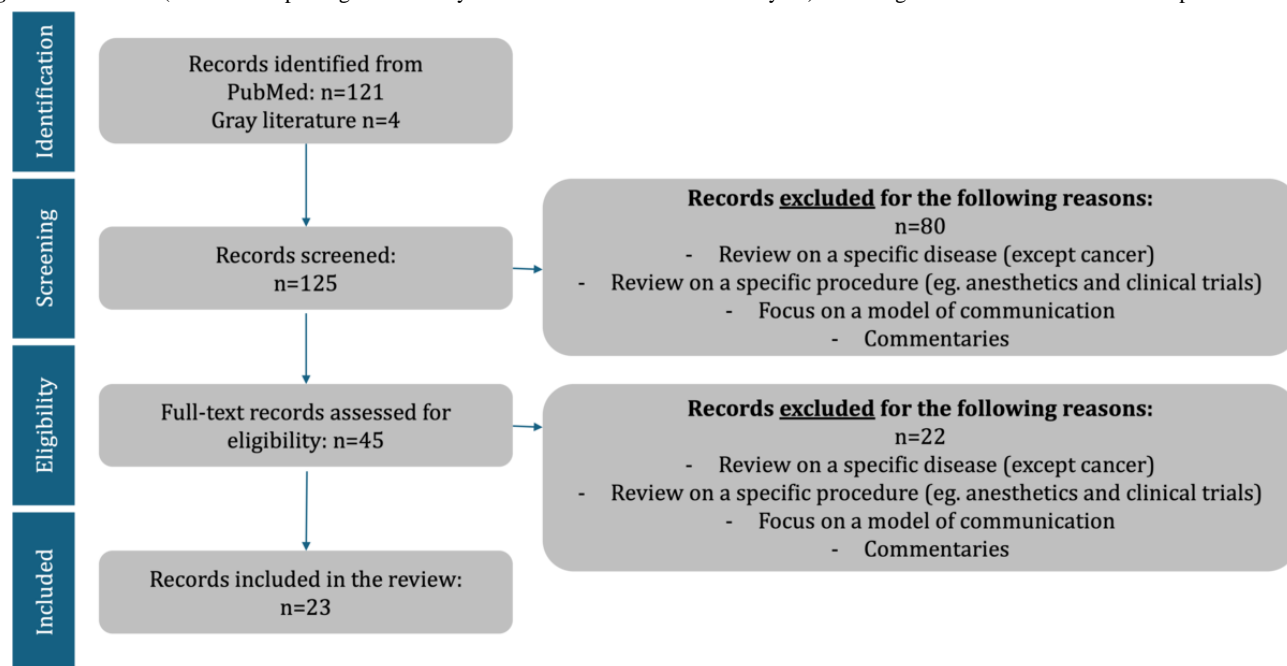 Identification
Records identified from
PubMed: n=121
Gray literature n=4
Screening
Records screened:
n=125
Records excluded for the following reasons:
n=80
- Review on a specific disease (except cancer)
- Review on a specific procedure (eg. anesthetics and clinical trials)
- Focus on a model of communication
- Commentaries
Eligibility
Full-text records assessed for
eligibility: n=45
Records excluded for the following reasons:
n=22
- Review on a specific disease (except cancer)
- Review on a specific procedure (eg. anesthetics and clinical trials)
- Focus on a model of communication
- Commentaries
Included
Records included in the review:
n=23